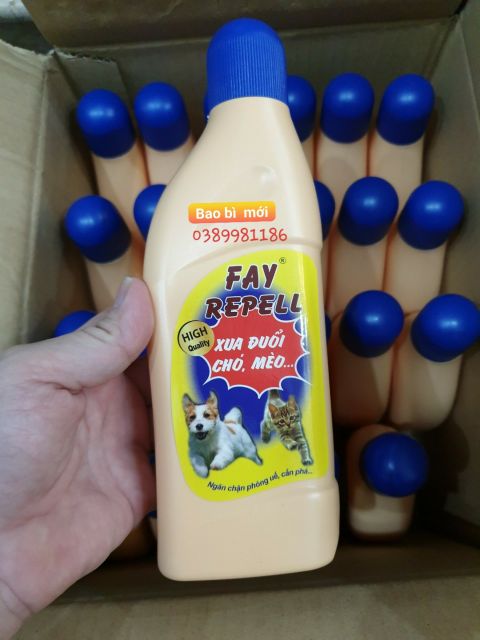 Bao bì mới
0389981186
FAY ®
REPELL
HIGH
Quality
XUA ĐUỔI
CHÓ, MÈO...
Ngăn chặn phóng uế, cắn phá...